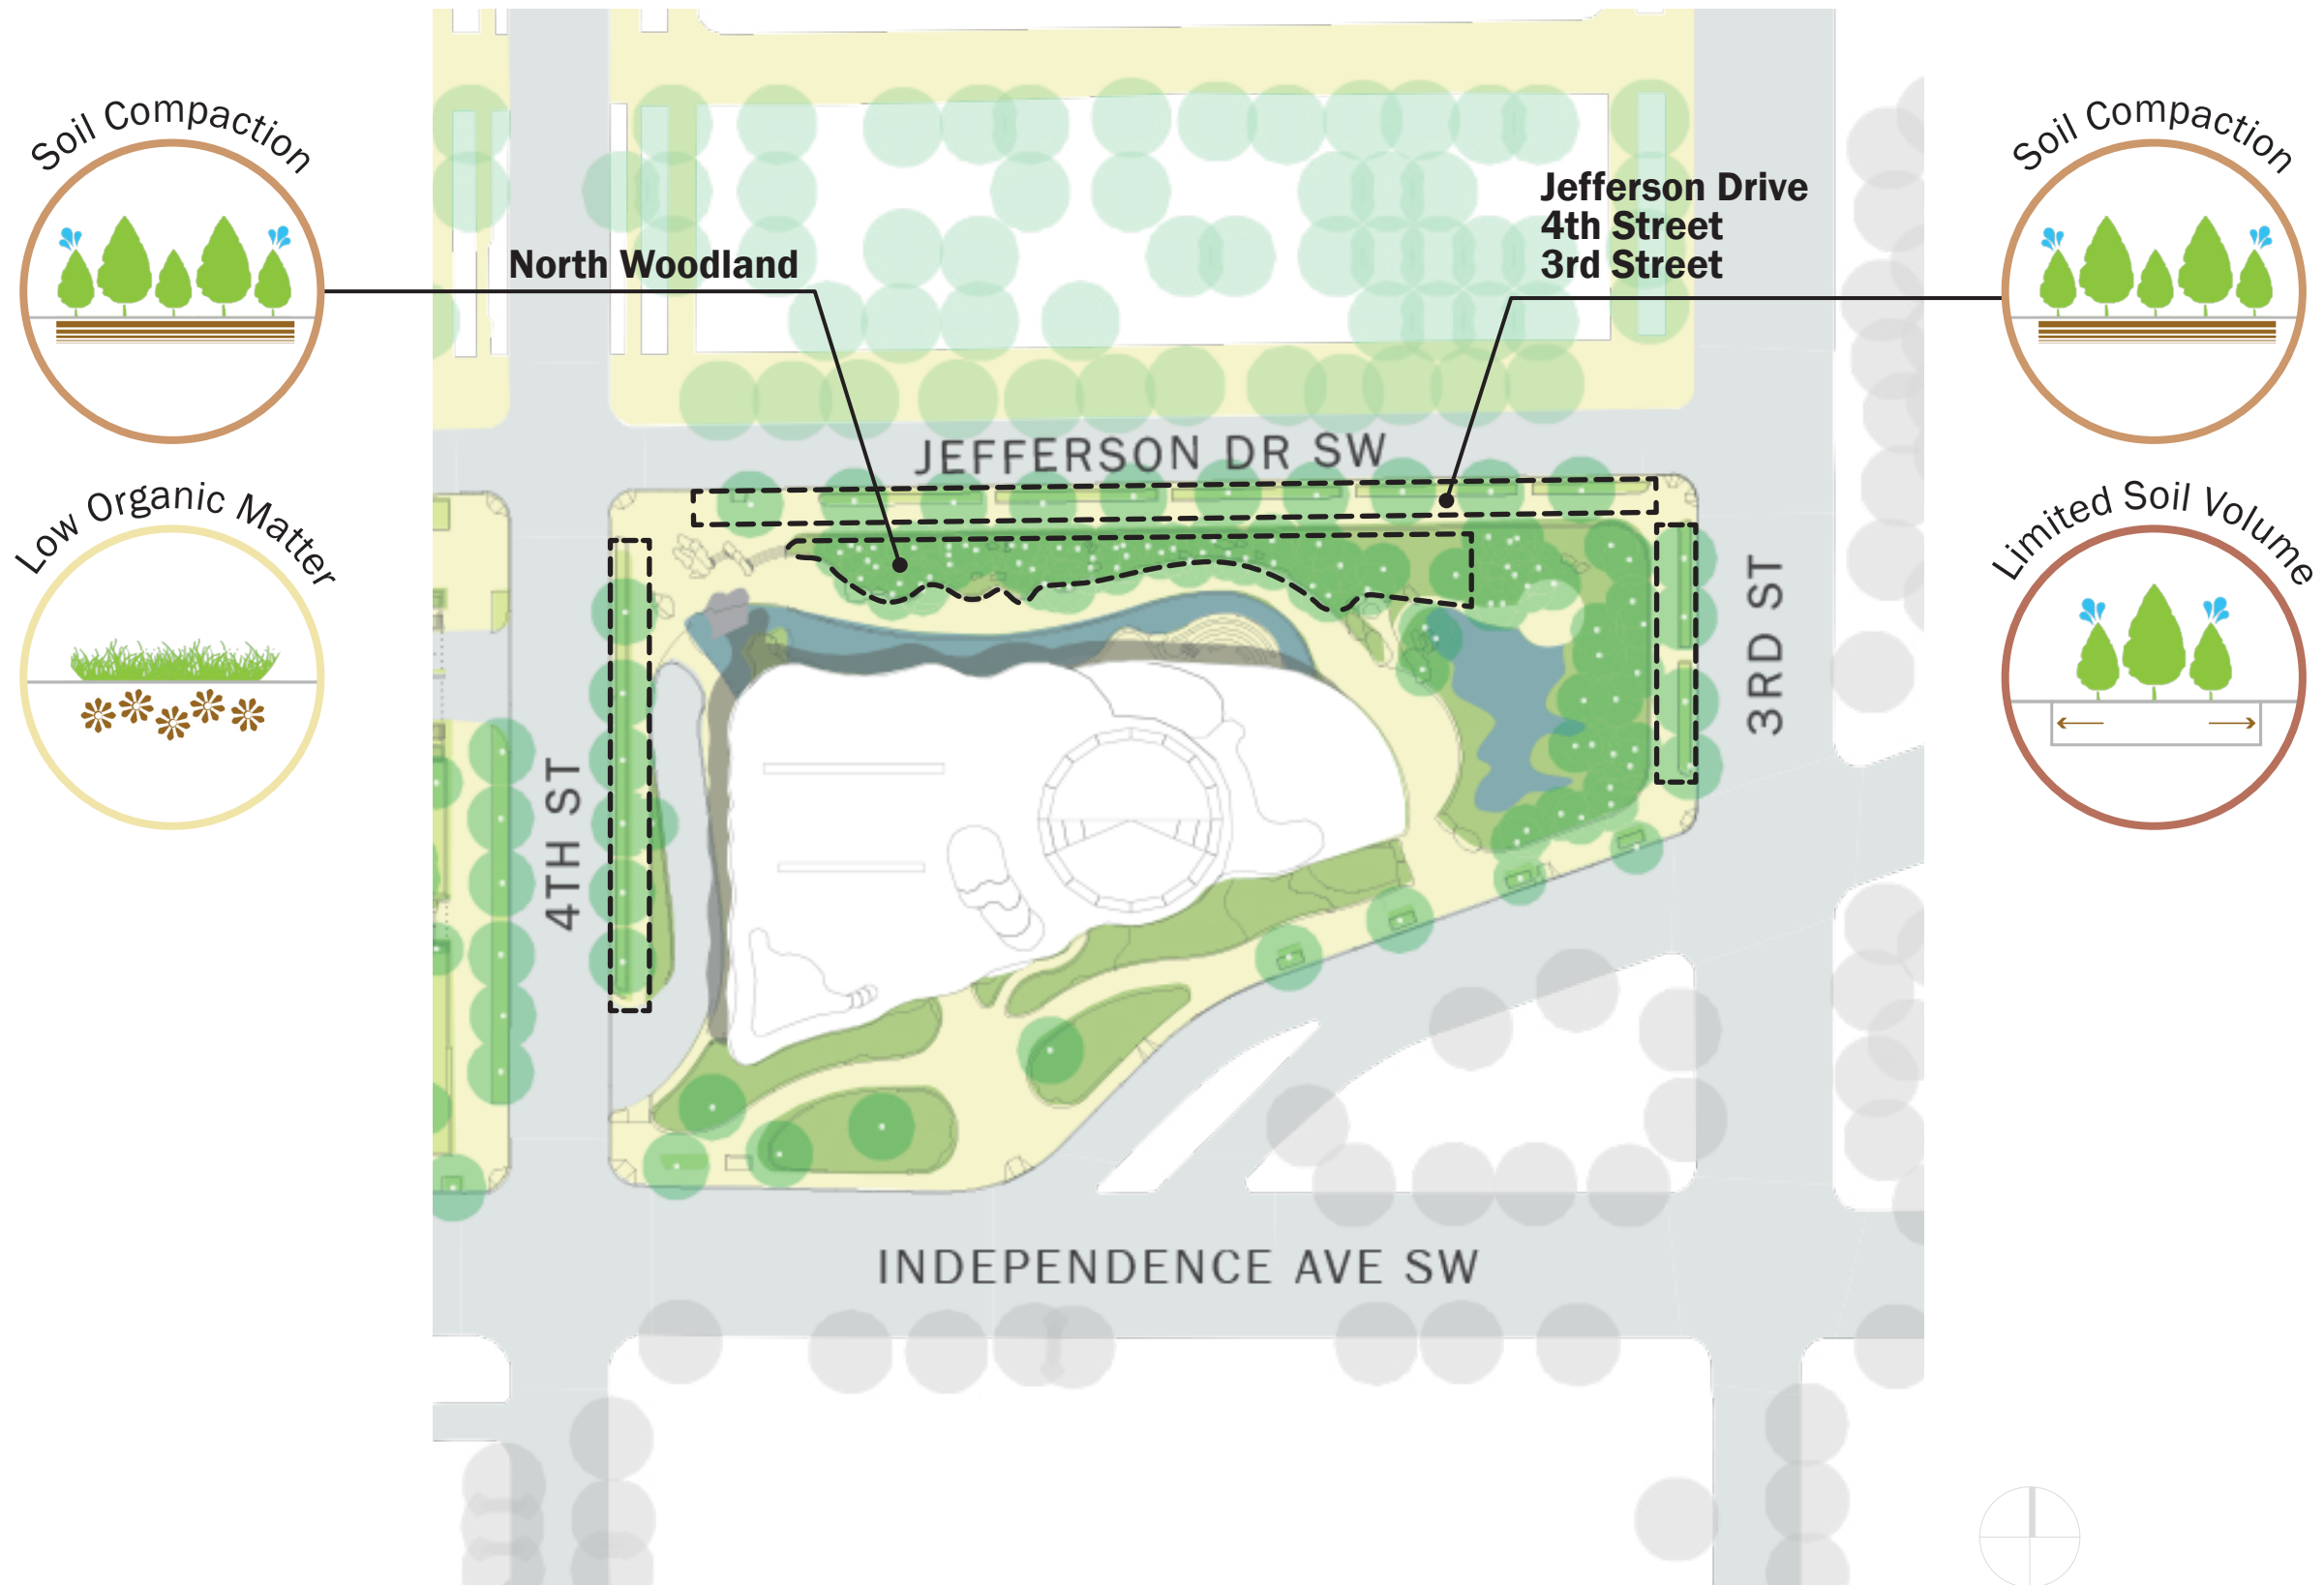 Soil Compaction
Low Organic Matter
North Woodland
Jefferson Drive
4th Street
3rd Street
Soil Compaction
Limited Soil Volume
JEFFERSON DR SW
4TH ST
3RD ST
INDEPENDENCE AVE SW